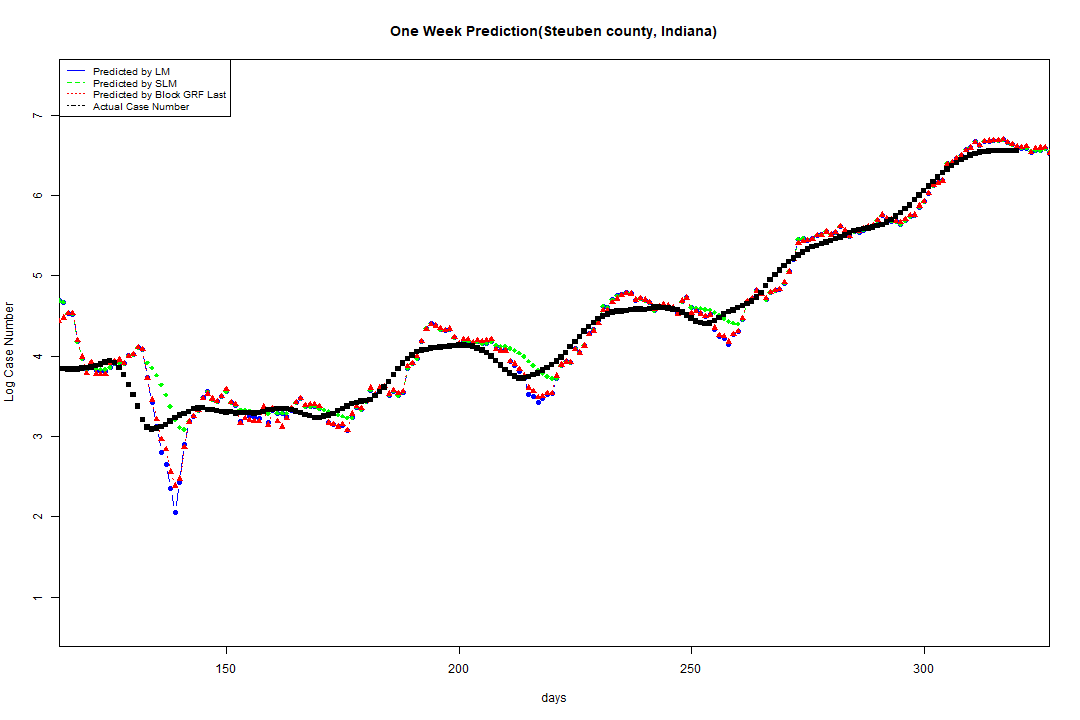 One Week Prediction(Steuben county, Indiana)
Predicted by LM
Predicted by SLM
Predicted by Block GRF Last
Actual Case Number
7
6
5
4
3
2
1
Log Case Number
150 200 250 300
days